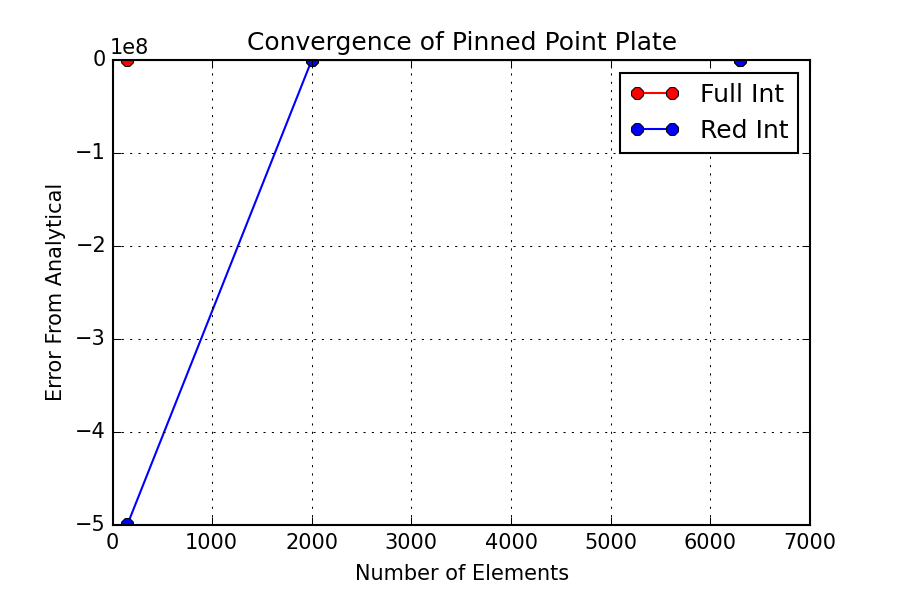 Convergence of Pinned Point Plate
1e8
0
−1
−2
−3
−4
−5
Error From Analytical
Full Int
Red Int
0 1000 2000 3000 4000 5000 6000 7000
Number of Elements